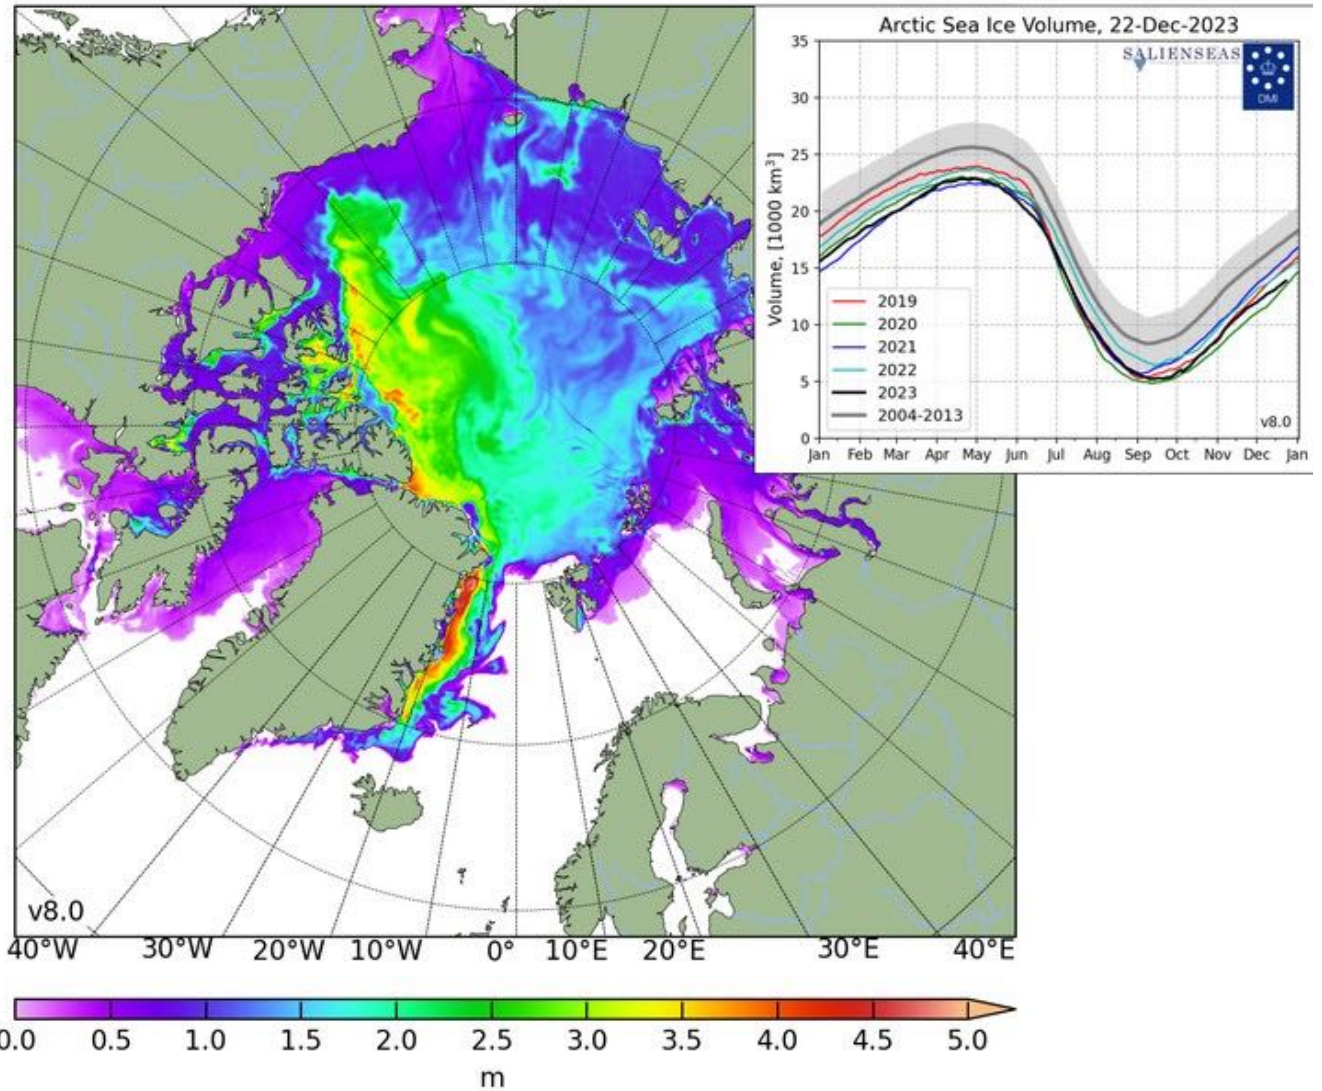 Arctic Sea Ice Volume, 22-Dec-2023
SALIENSEAS
DMI
35
30
25
20
15
10
5
0
Volume, [1000 km³]
2019
2020
2021
2022
2023
2004-2013
v8.0
Jan Feb Mar Apr May Jun Jul Aug Sep Oct Nov Dec Jan
v8.0
40°W 30°W 20°W 10°W 0° 10°E 20°E 30°E 40°E
0.0 0.5 1.0 1.5 2.0 2.5 3.0 3.5 4.0 4.5 5.0
m